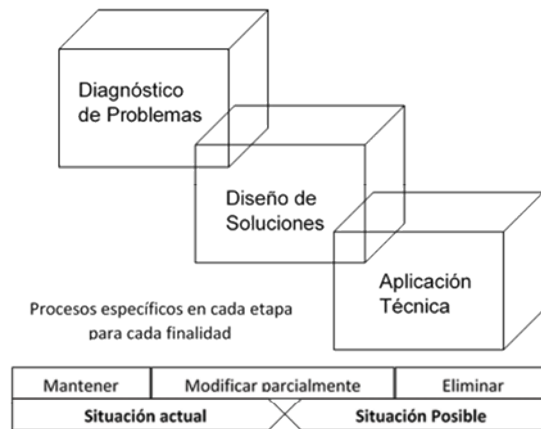 Diagnóstico
de Problemas
Diseño de
Soluciones
Aplicación
Técnica
Procesos específicos en cada etapa
para cada finalidad
Mantener Modificar parcialmente Eliminar
Situación actual Situación Posible